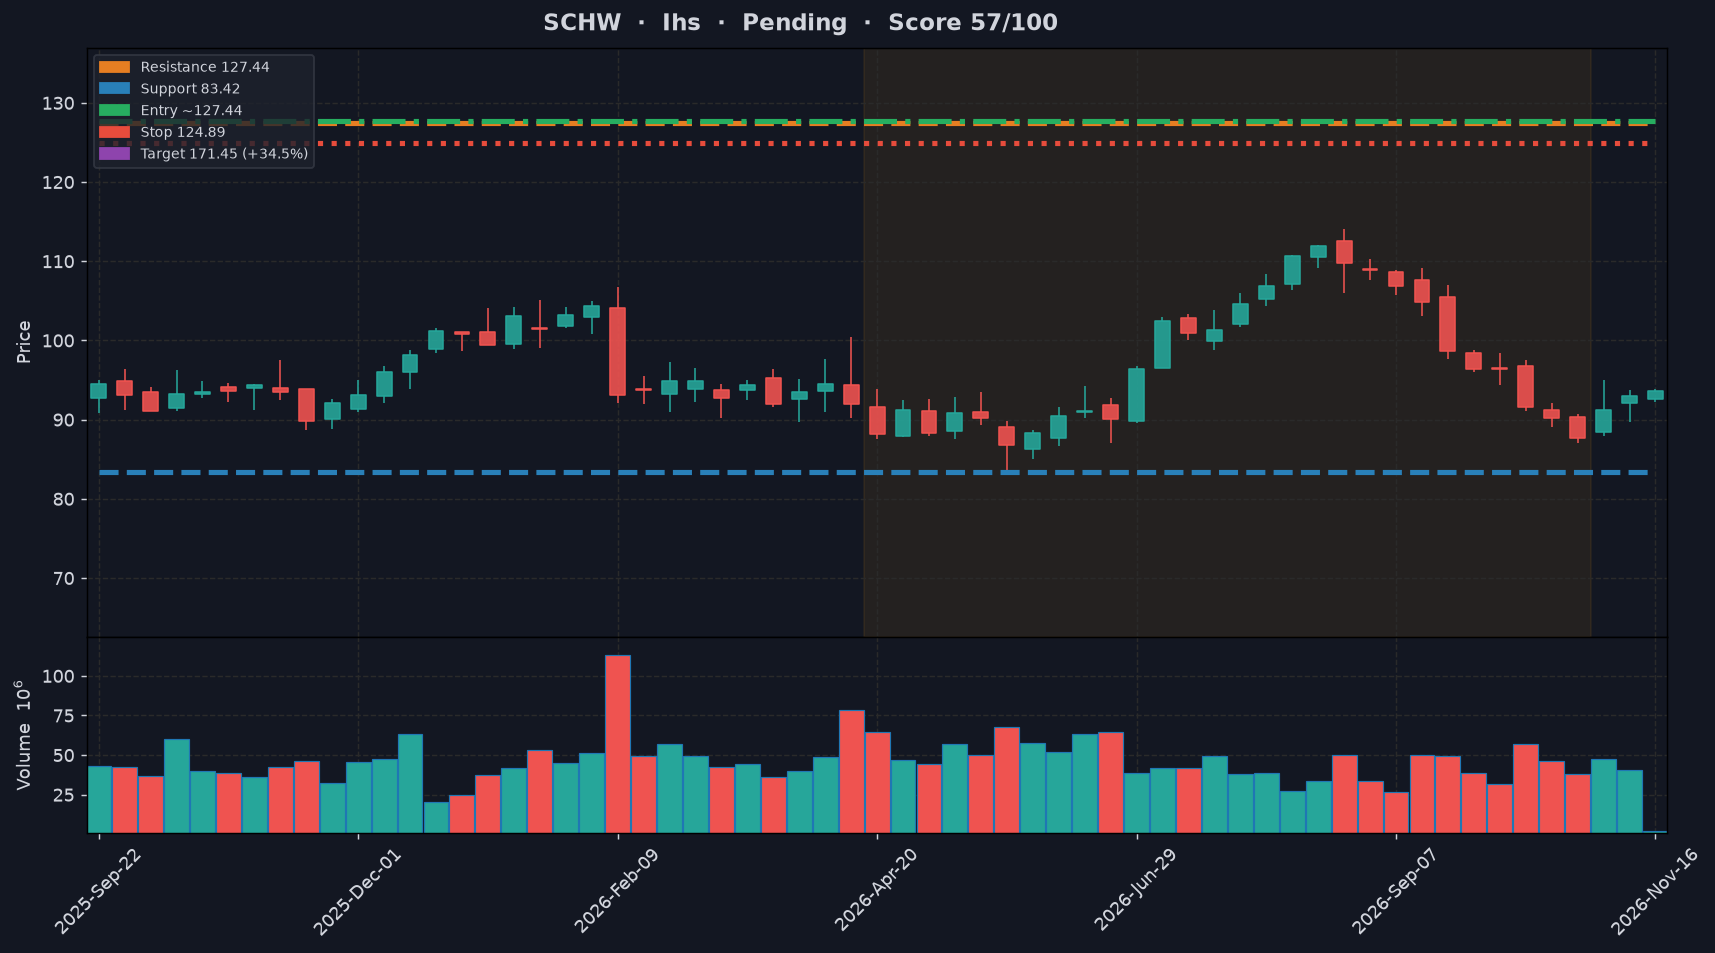 SCHW · Ihs · Pending · Score 57/100
Resistance 127.44
Support 83.42
Entry ~127.44
Stop 124.89
Target 171.45 (+34.5%)
Price
130
120
110
100
90
80
70
Volume 10⁶
100
75
50
25
2025-Sep-22
2025-Dec-01
2026-Feb-09
2026-Apr-20
2026-Jun-29
2026-Sep-07
2026-Nov-16